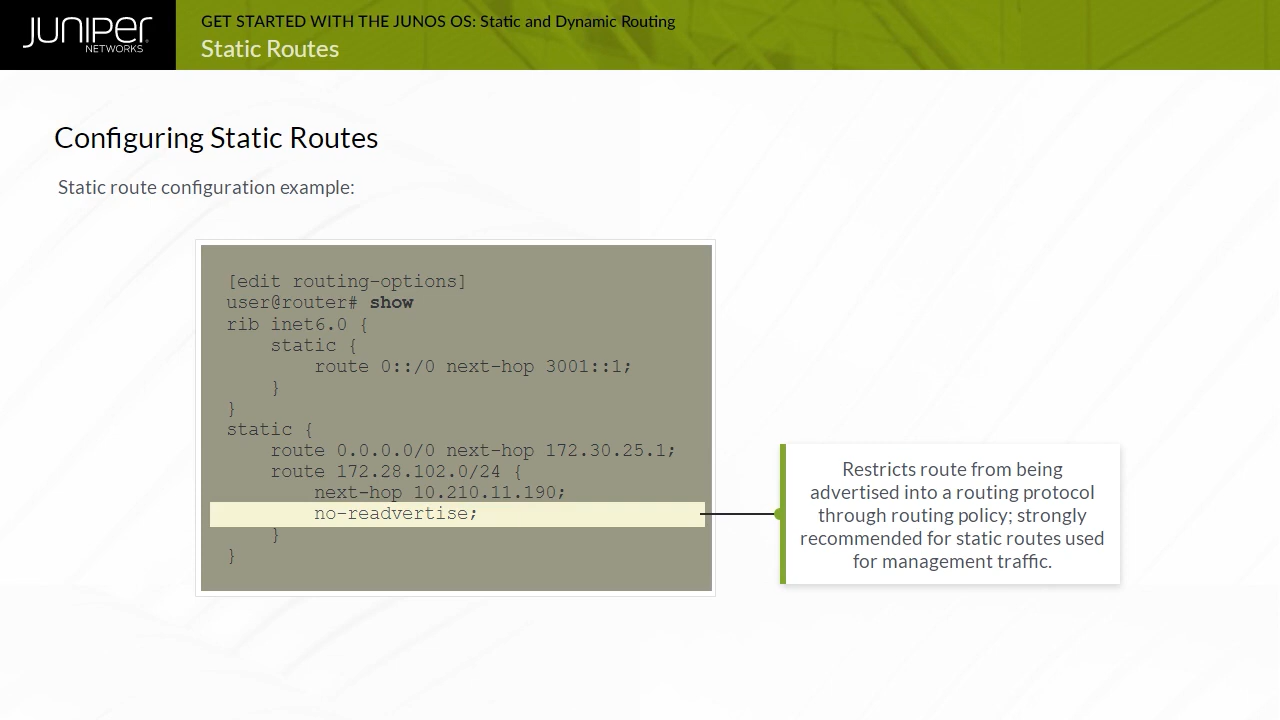 JUNIPER
NETWORKS
GET STARTED WITH THE JUNOS OS: Static and Dynamic Routing
Static Routes
Configuring Static Routes
Static route configuration example:
[edit routing-options]
user@router# show
rib inet6.0 {
    static {
        route 0::/0 next-hop 3001::1;
    }
}
static {
    route 0.0.0.0/0 next-hop 172.30.25.1;
    route 172.28.102.0/24 {
        next-hop 10.210.11.190;
        no-readvertise;
    }
}
Restricts route from being
advertised into a routing protocol
through routing policy; strongly
recommended for static routes used
for management traffic.